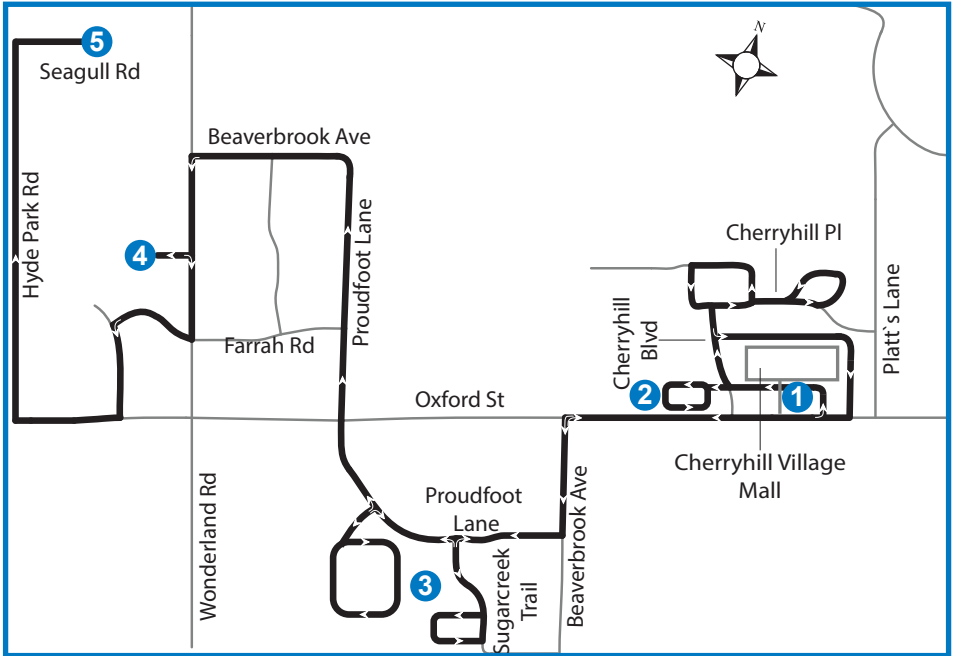 N
5
Seagull Rd
Beaverbrook Ave
Hyde Park Rd
4
Proudfoot Lane
Cherryhill Pl
Platt`s Lane
Farrah Rd
Cherryhill
Blvd
2
1
Oxford St
Cherryhill Village
Mall
Proudfoot
Lane
Wonderland Rd
3
Sugarcreek
Trail
Beaverbrook Ave